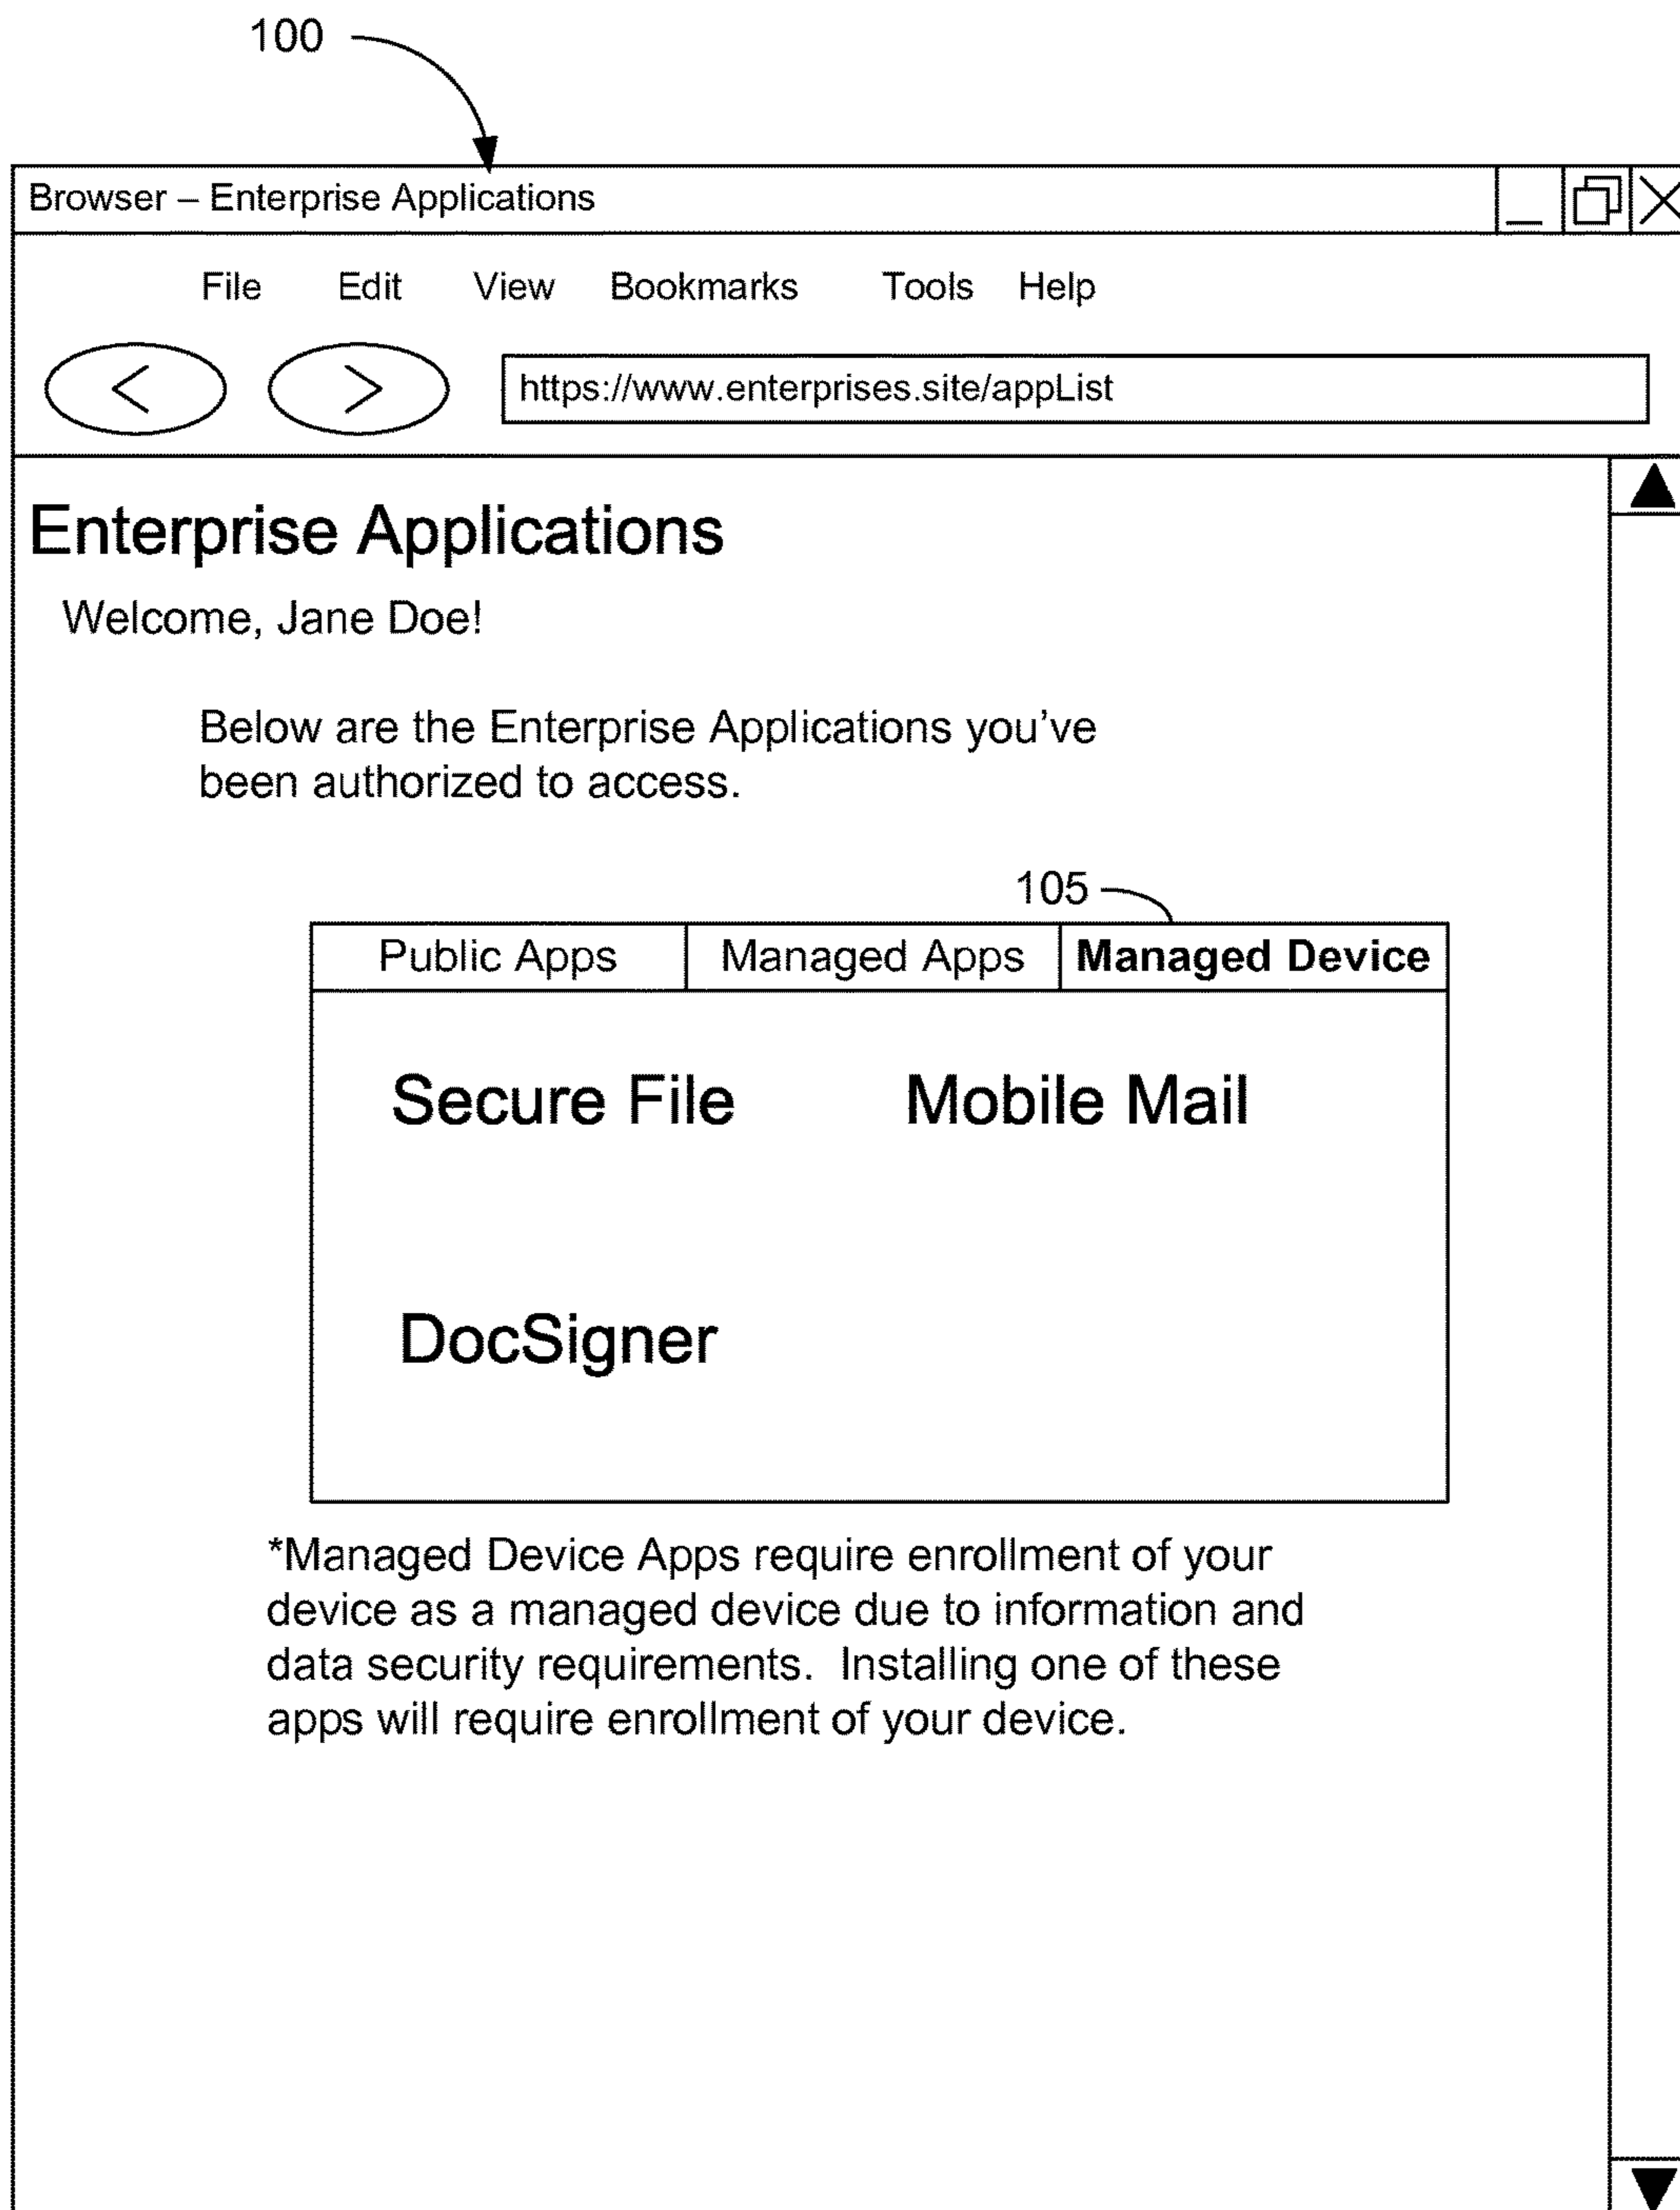 100
Browser – Enterprise Applications
File Edit View Bookmarks Tools Help
< > https://www.enterprises.site/appList
Enterprise Applications
Welcome, Jane Doe!
Below are the Enterprise Applications you've
been authorized to access.
105
Public Apps Managed Apps Managed Device
Secure File Mobile Mail
DocSigner
*Managed Device Apps require enrollment of your
device as a managed device due to information and
data security requirements. Installing one of these
apps will require enrollment of your device.